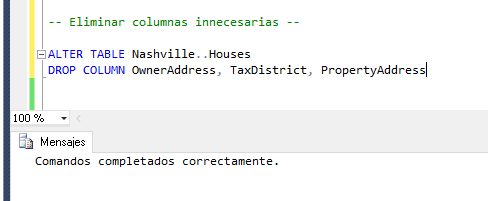 -- Eliminar columnas innecesarias --
ALTER TABLE Nashville..Houses
DROP COLUMN OwnerAddress, TaxDistrict, PropertyAddress
100 %
Mensajes
Comandos completados correctamente.